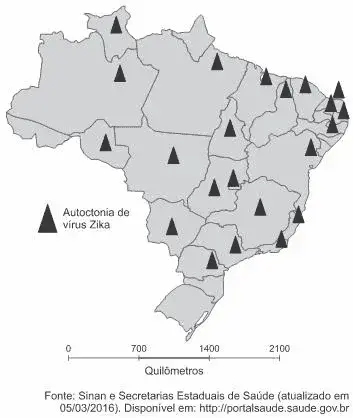 Autoctonia de
vírus Zika
0 700 1400 2100
Quilômetros
Fonte: Sinan e Secretarias Estaduais de Saúde (atualizado em
05/03/2016). Disponível em: http://portalsaude.saude.gov.br